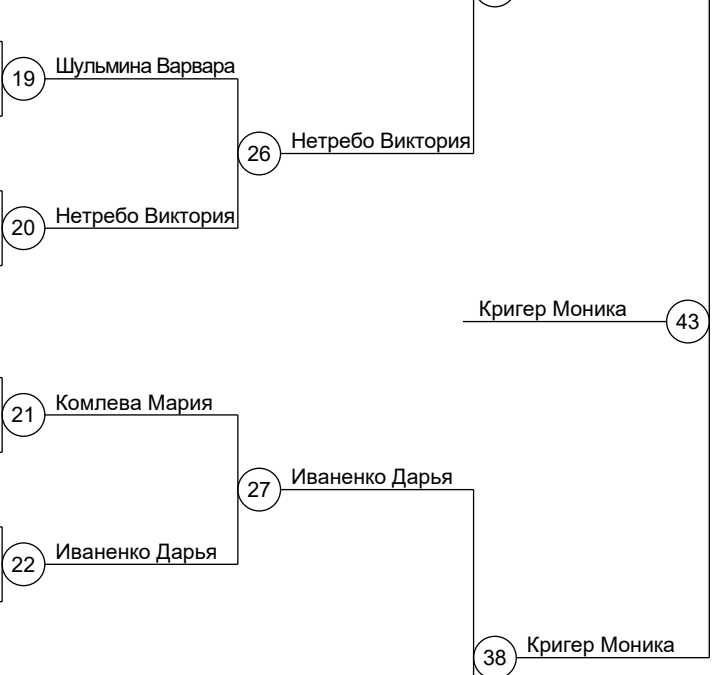 19 Шульмина Варвара
26 Нетребо Виктория
20 Нетребо Виктория
Кригер Моника 43
21 Комлева Мария
27 Иваненко Дарья
22 Иваненко Дарья
38 Кригер Моника